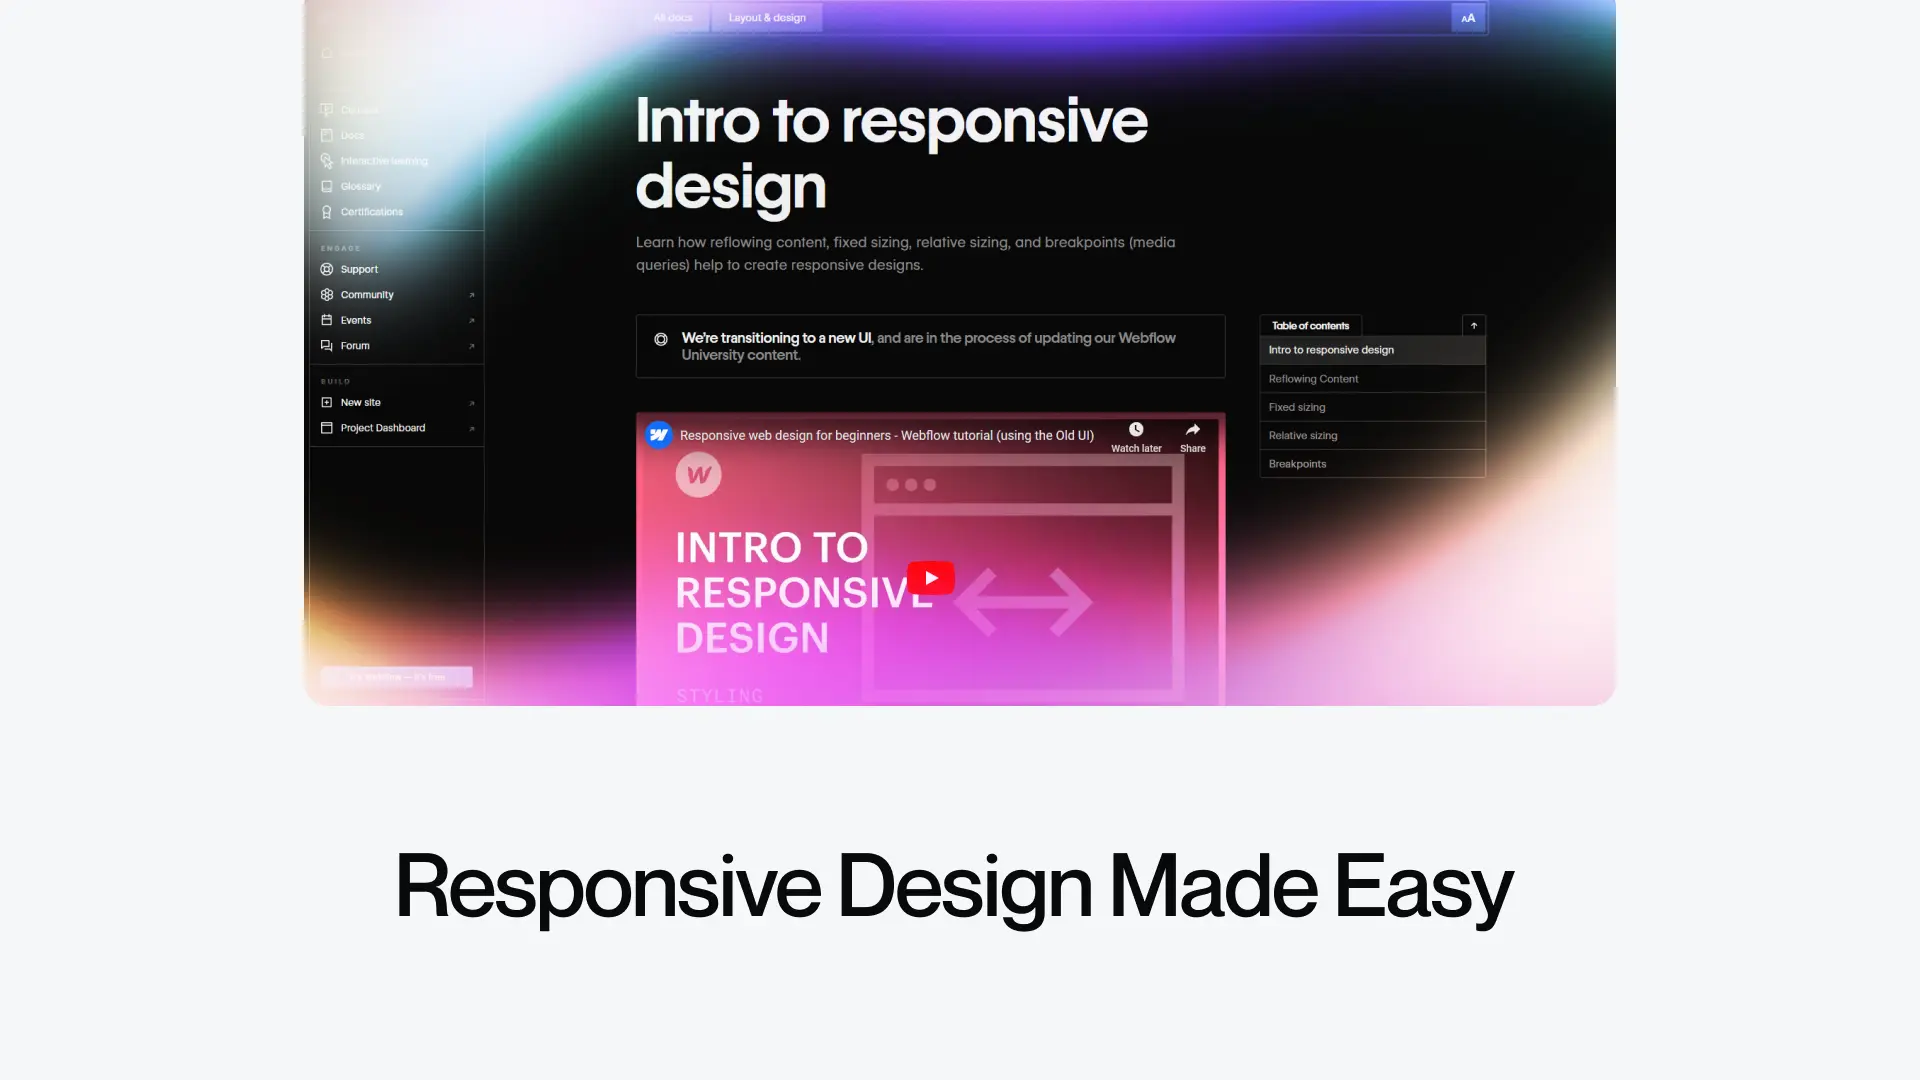 All docs
Layout & design
AA
Courses
Docs
Interactive learning
Glossary
Certifications
ENGAGE
Support
Community
Events
Forum
BUILD
New site
Project Dashboard
Intro to responsive
design
Learn how reflowing content, fixed sizing, relative sizing, and breakpoints (media
queries) help to create responsive designs.
We're transitioning to a new UI, and are in the process of updating our Webflow
University content.
Table of contents
Intro to responsive design
Reflowing Content
Fixed sizing
Relative sizing
Breakpoints
Responsive web design for beginners - Webflow tutorial (using the Old UI)
Watch later
Share
INTRO TO
RESPONSIVE
DESIGN
STYLING
Responsive Design Made Easy